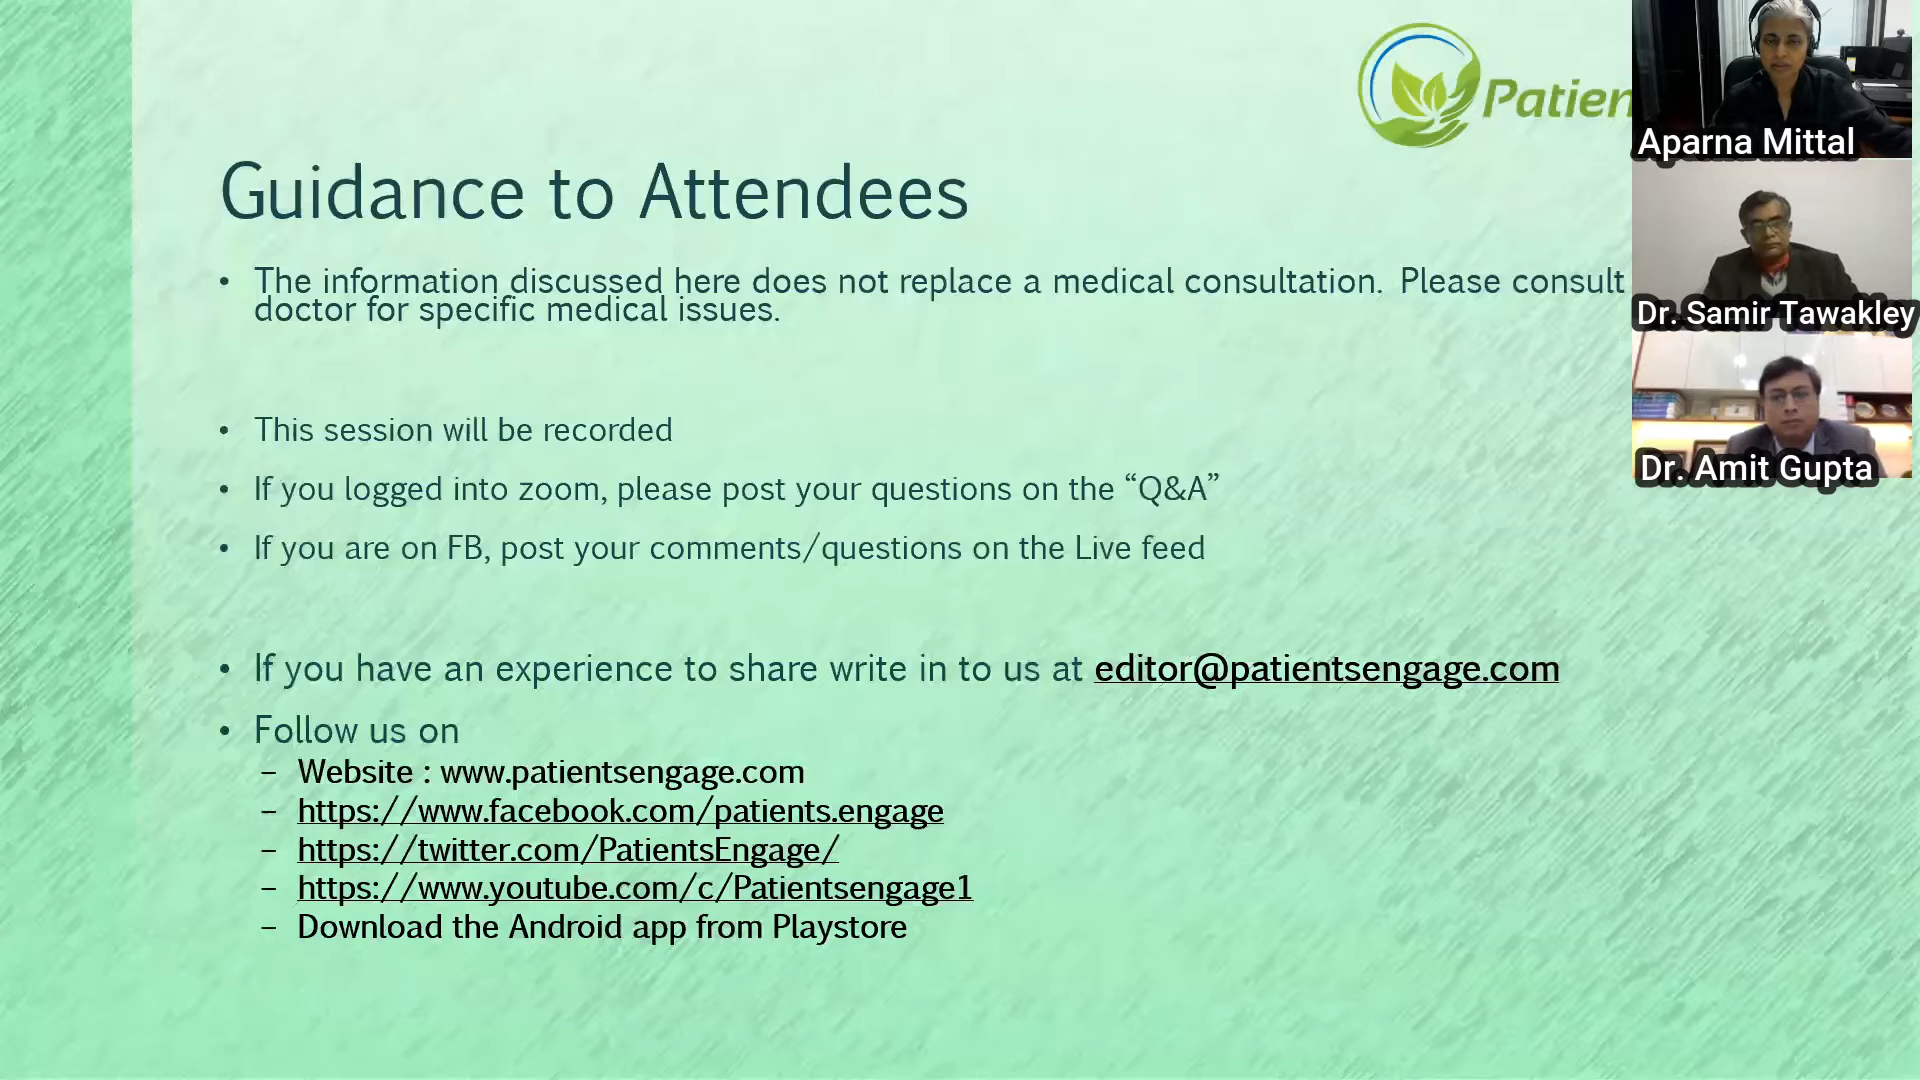 Patien
Aparna Mittal
Dr. Samir Tawakley
Dr. Amit Gupta
Guidance to Attendees
• The information discussed here does not replace a medical consultation. Please consult
doctor for specific medical issues.
• This session will be recorded
• If you logged into zoom, please post your questions on the “Q&A”
• If you are on FB, post your comments/questions on the Live feed
• If you have an experience to share write in to us at editor@patientsengage.com
• Follow us on
– Website : www.patientsengage.com
– https://www.facebook.com/patients.engage
– https://twitter.com/PatientsEngage/
– https://www.youtube.com/c/Patientsengage1
– Download the Android app from Playstore